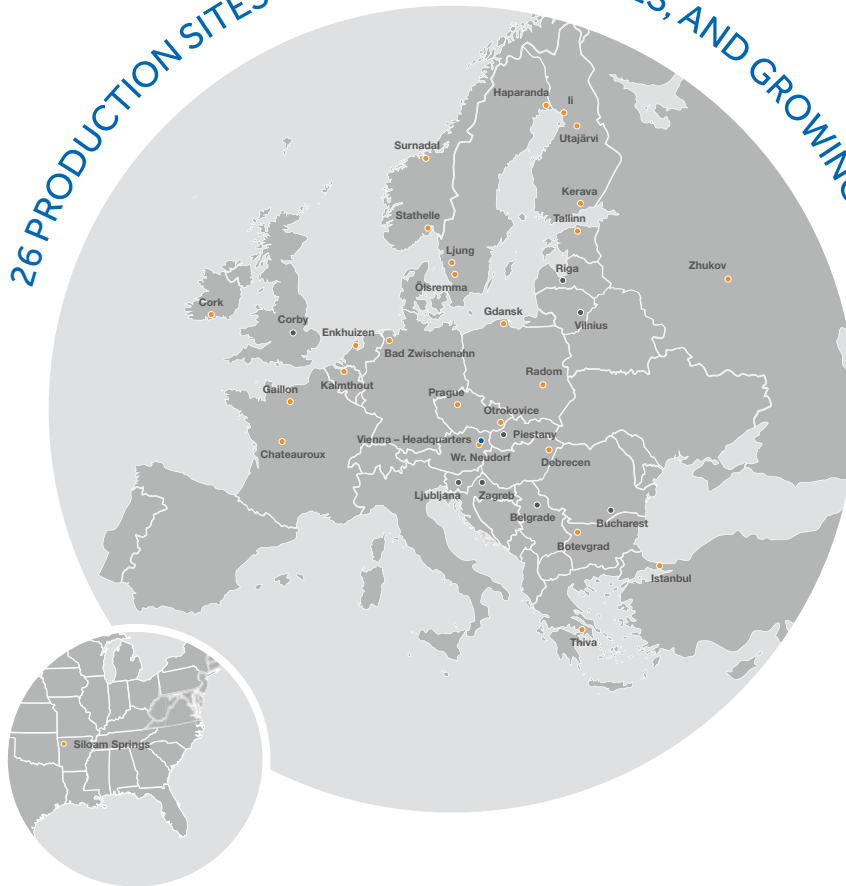 26 PRODUCTION SITES
S, AND GROWING
Haparanda
Ii
Utajärvi
Surnadal
Kerava
Stathelle
Tallinn
Ljung
Riga
Zhukov
Ölsremma
Cork
Gdansk
Corby
Vilnius
Enkhuizen
Bad Zwischenahn
Radom
Kalmthout
Gaillon
Prague
Otrokovice
Vienna – Headquarters
Piestany
Chateauroux
Wr. Neudorf
Debrecen
Ljubljana
Zagreb
Belgrade
Bucharest
Botevgrad
Istanbul
Thiva
Siloam Springs